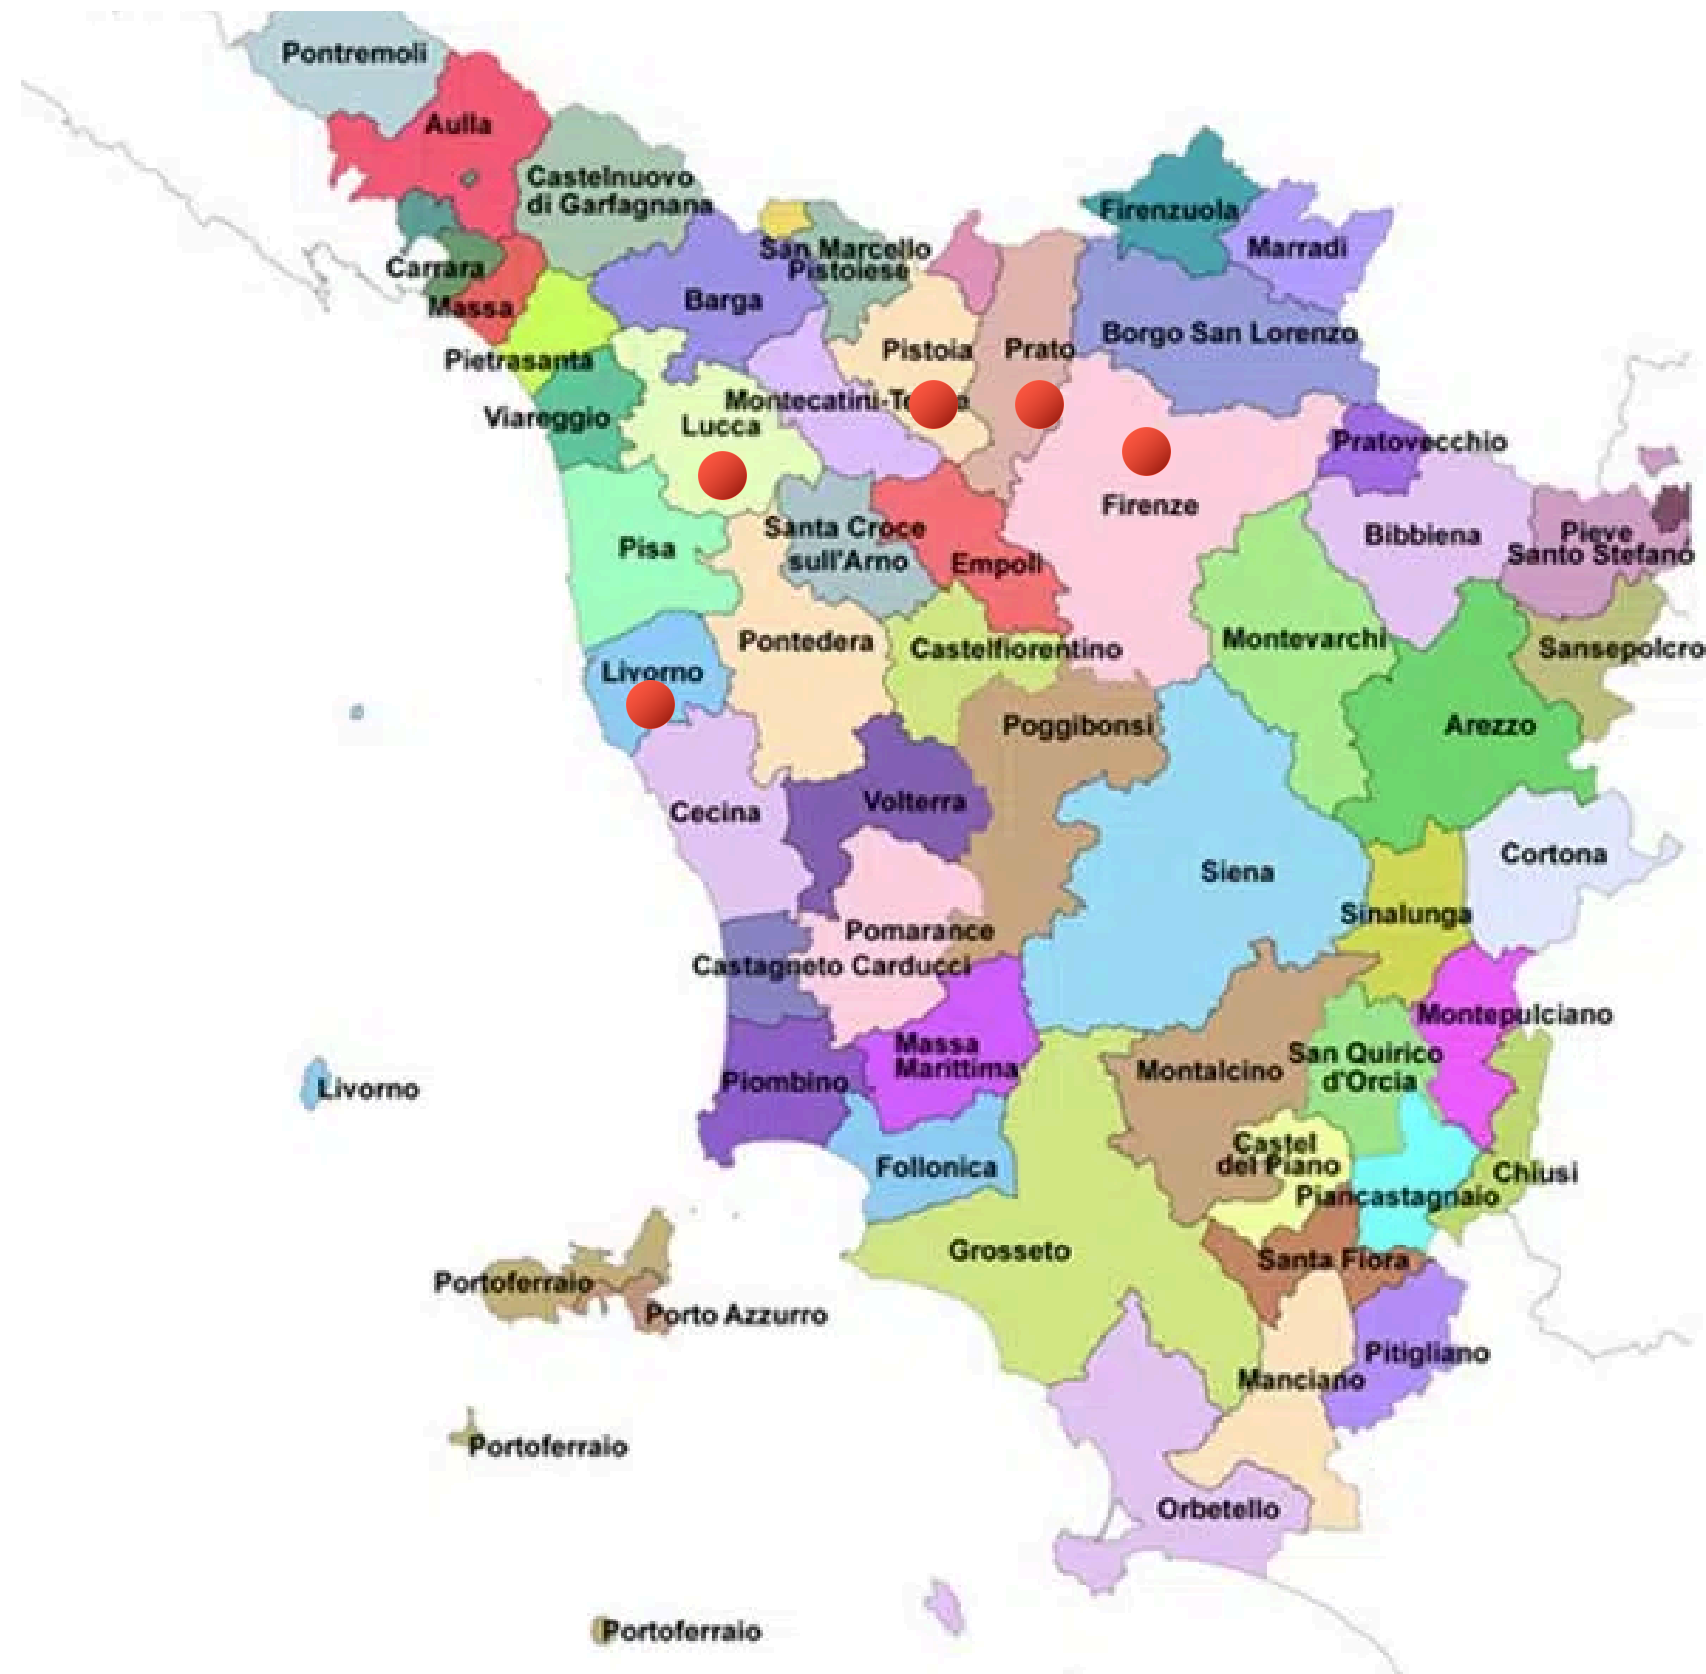 Pontremoli
Aulla
Castelnuovo
di Garfagnana
Firenzuola
Marradi
San Marcello
Pistoiese
Carrara
Massa
Barga
Borgo San Lorenzo
Pistoia
Prato
Pietrasanta
Montecatini-T
Viareggio
Lucca
Pratovecchio
Firenze
Bibbiena
Pieve
Santo Stefano
Santa Croce
sull'Arno
Pisa
Empoli
Pontedera
Castelfiorentino
Montevarchi
Sansepolcro
Livorno
Poggibonsi
Arezzo
Volterra
Cecina
Siena
Cortona
Sinalunga
Pomarance
Castagneto Carducci
Montepulciano
Massa
Marittima
San Quirico
d'Orcia
Montalcino
Piombino
Livorno
Castel
del Piano
Follonica
Chiusi
Piancastagnaio
Grosseto
Santa Fiora
Portoferraio
Porto Azzurro
Pitigliano
Manciano
Portoferraio
Orbetello
Portoferraio